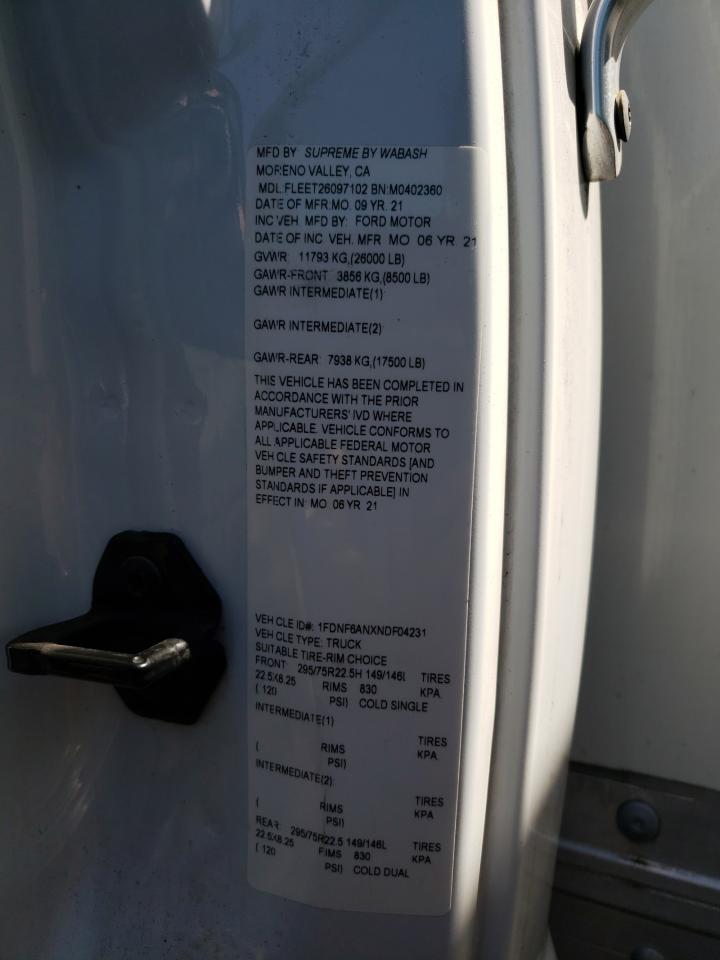 MFD BY SUPREME BY WABASH
MORENO VALLEY, CA
MDL:FLEET26097102 BN:M0402360
DATE OF MFR:MO. 09 YR. 21
INC VEH. MFD BY: FORD MOTOR
DATE OF INC VEH. MFR MO 06 YR. 21
GVWR: 11793 KG,(26000 LB)
GAWR-FRONT 3856 KG,(8500 LB)
GAWR INTERMEDIATE(1)
GAWR INTERMEDIATE(2)
GAWR-REAR: 7938 KG,(17500 LB)
THIS VEHICLE HAS BEEN COMPLETED IN
ACCORDANCE WITH THE PRIOR
MANUFACTURERS' IVD WHERE
APPLICABLE. VEHICLE CONFORMS TO
ALL APPLICABLE FEDERAL MOTOR
VEHICLE SAFETY STANDARDS [AND
BUMPER AND THEFT PREVENTION
STANDARDS IF APPLICABLE] IN
EFFECT IN: MO 06 YR 21
VEHICLE ID#: 1FDNF6ANXNDF04231
VEHICLE TYPE: TRUCK
SUITABLE TIRE-RIM CHOICE
FRONT: 295/75R22.5H 149/146L TIRES
22.5X8.25 RIMS 830 KPA,
( 120 PSI) COLD SINGLE
INTERMEDIATE(1)
TIRES
( RIMS KPA
PSI)
INTERMEDIATE(2)
TIRES
( RIMS KPA
PSI)
REAR: 295/75R22.5 149/146L TIRES
22.5X8.25 RIMS 830 KPA
( 120 PSI) COLD DUAL